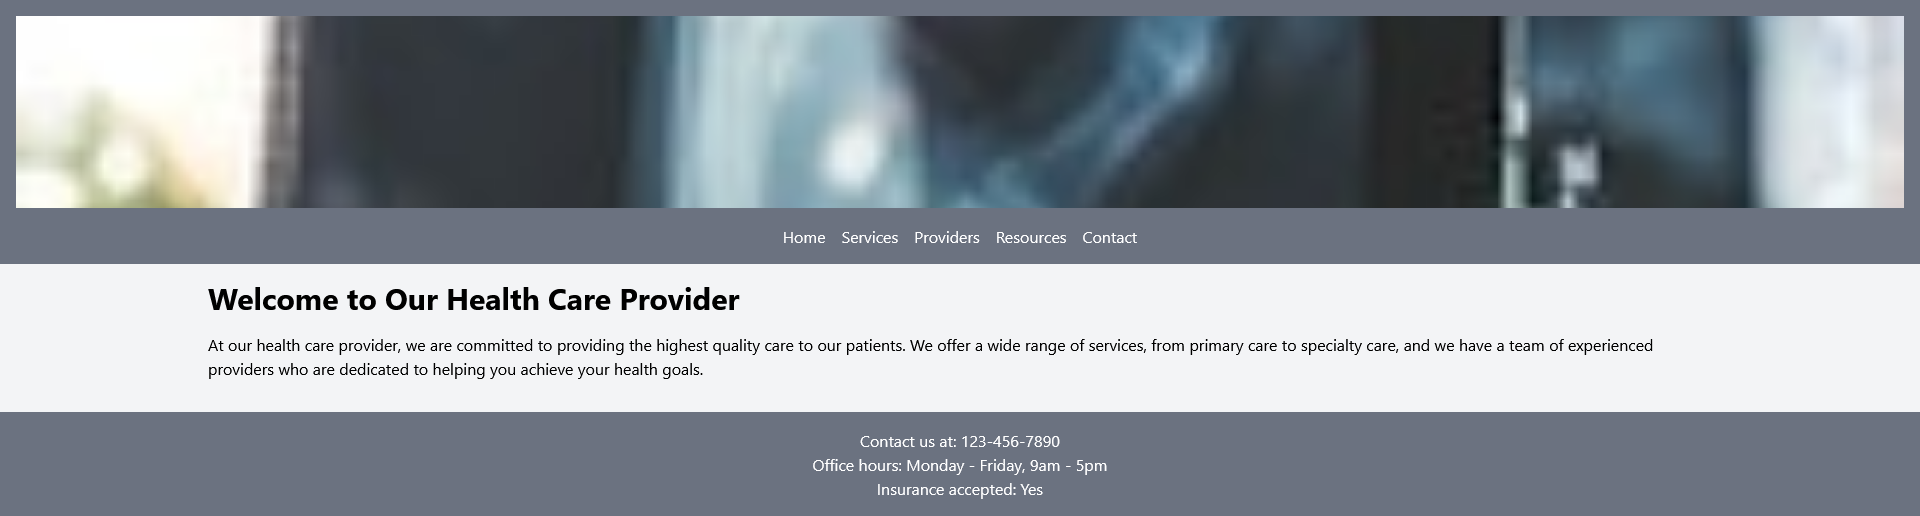 Home Services Providers Resources Contact
Welcome to Our Health Care Provider
At our health care provider, we are committed to providing the highest quality care to our patients. We offer a wide range of services, from primary care to specialty care, and we have a team of experienced
providers who are dedicated to helping you achieve your health goals.
Contact us at: 123-456-7890
Office hours: Monday - Friday, 9am - 5pm
Insurance accepted: Yes